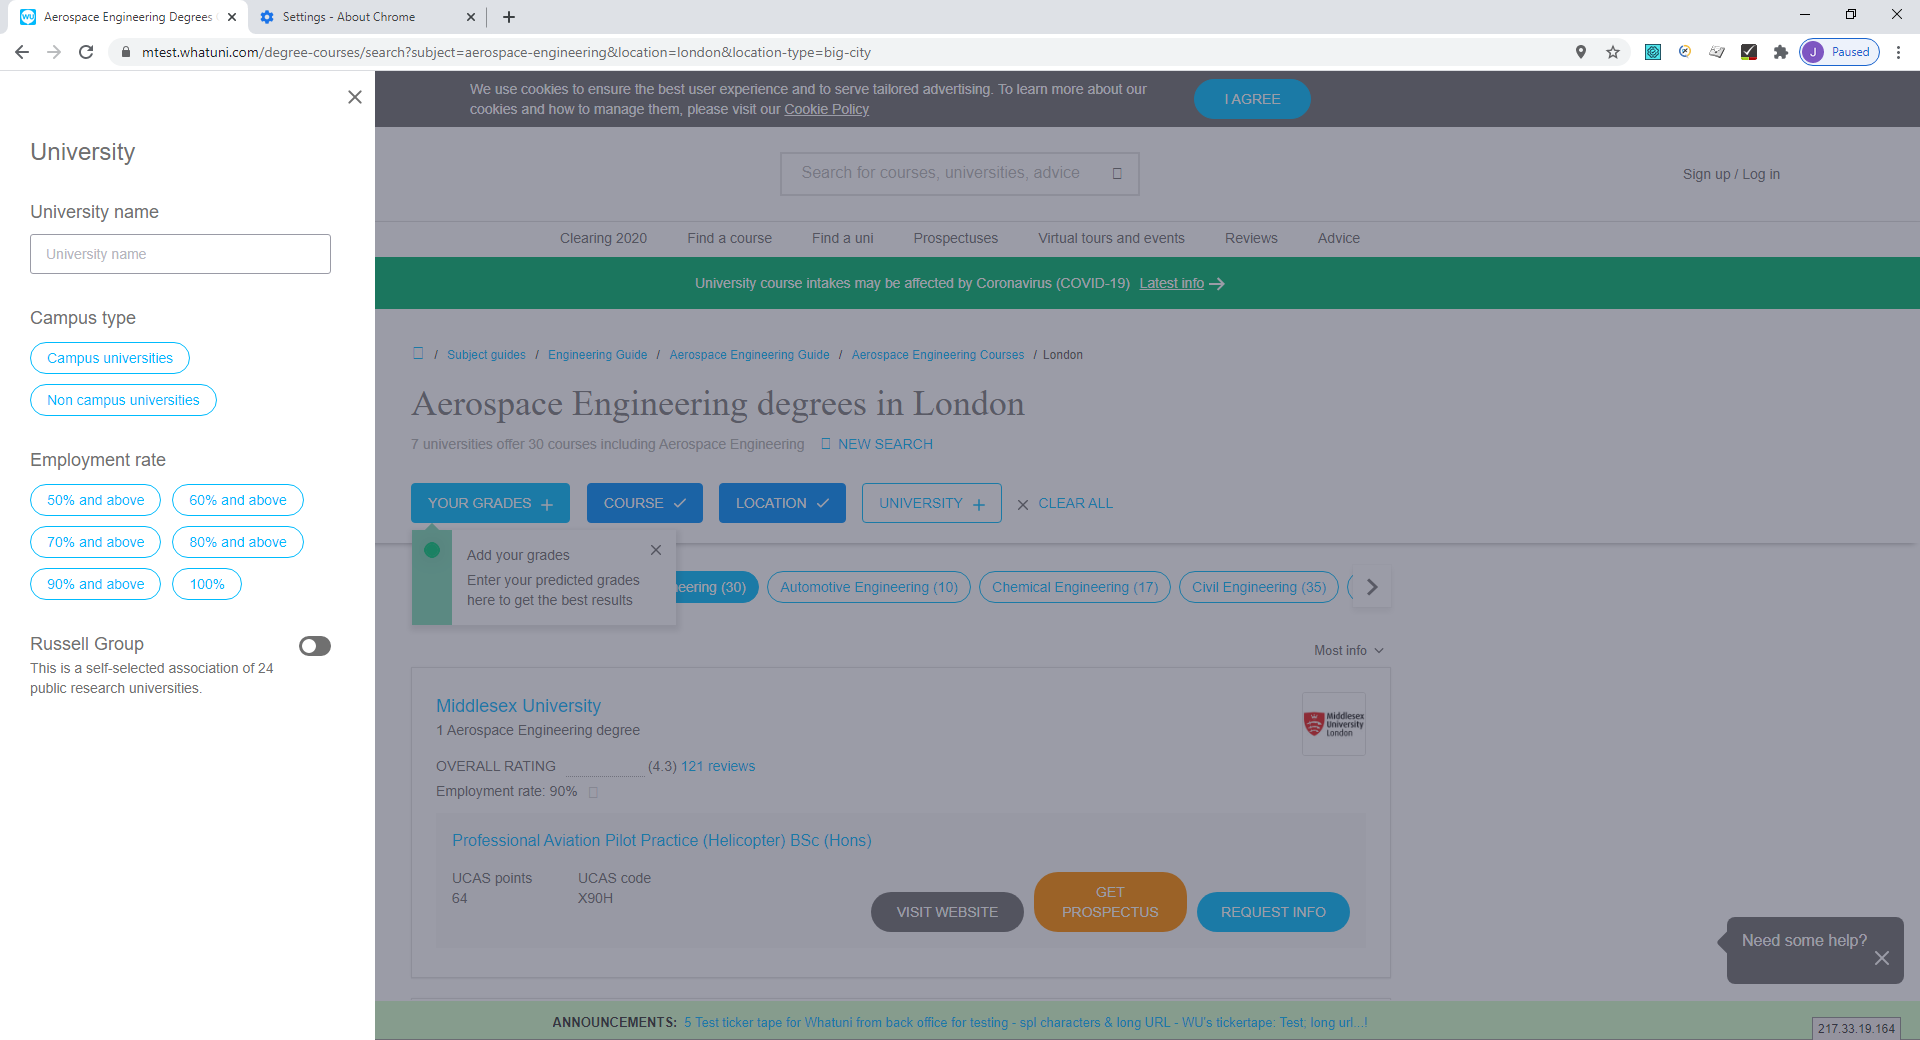 Aerospace Engineering Degrees
Settings - About Chrome
mtest.whatuni.com/degree-courses/search?subject=aerospace-engineering&location=london&location-type=big-city
J Paused
University
University name
University name
Campus type
Campus universities
Non campus universities
Employment rate
50% and above 60% and above
70% and above 80% and above
90% and above 100%
Russell Group
This is a self-selected association of 24
public research universities.
We use cookies to ensure the best user experience and to serve tailored advertising. To learn more about our
cookies and how to manage them, please visit our Cookie Policy
I AGREE
Search for courses, universities, advice
Sign up / Log in
Clearing 2020 Find a course Find a uni Prospectuses Virtual tours and events Reviews Advice
University course intakes may be affected by Coronavirus (COVID-19) Latest info
/ Subject guides / Engineering Guide / Aerospace Engineering Guide / Aerospace Engineering Courses / London
Aerospace Engineering degrees in London
7 universities offer 30 courses including Aerospace Engineering NEW SEARCH
YOUR GRADES COURSE LOCATION UNIVERSITY CLEAR ALL
Add your grades
Enter your predicted grades
here to get the best results
eering (30) Automotive Engineering (10) Chemical Engineering (17) Civil Engineering (35)
Most info
Middlesex University
1 Aerospace Engineering degree
Middlesex
University
London
OVERALL RATING (4.3) 121 reviews
Employment rate: 90%
Professional Aviation Pilot Practice (Helicopter) BSc (Hons)
UCAS points UCAS code
64 X90H
VISIT WEBSITE
GET
PROSPECTUS
REQUEST INFO
Need some help?
ANNOUNCEMENTS: 5 Test ticker tape for Whatuni from back office for testing - spl characters & long URL - WU's tickertape: Test; long url...!
217.33.19.164